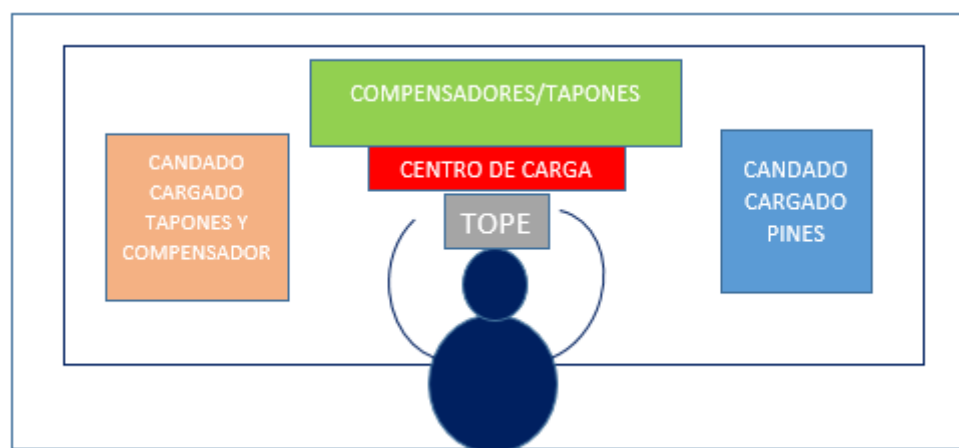 COMPENSADORES/TAPONES
CENTRO DE CARGA
TOPE
CANDADO
CARGADO
TAPONES Y
COMPENSADOR
CANDADO
CARGADO
PINES